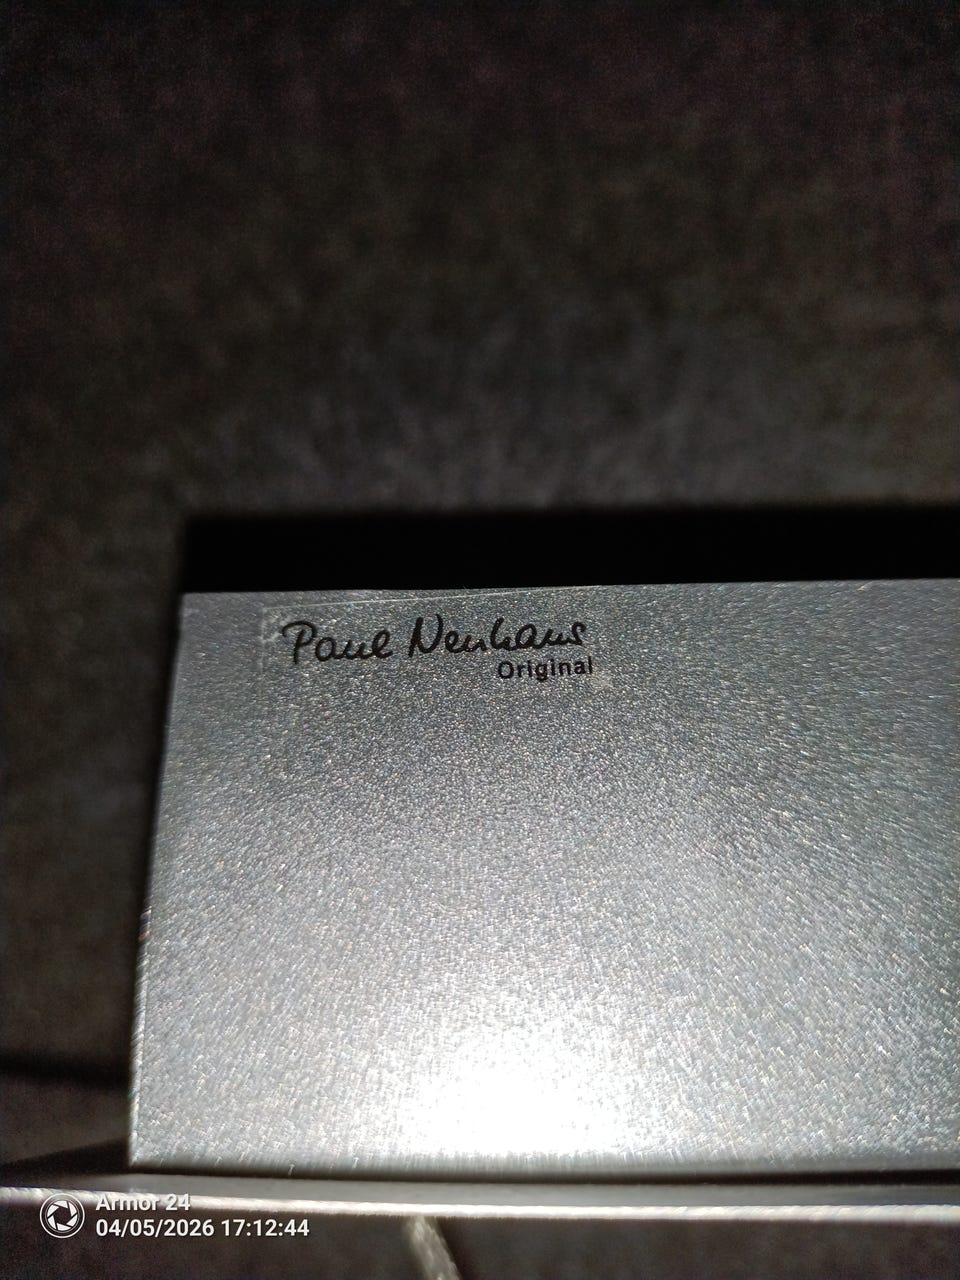 Paul Neuhaus
Original
Armor 24
04/05/2026 17:12:44